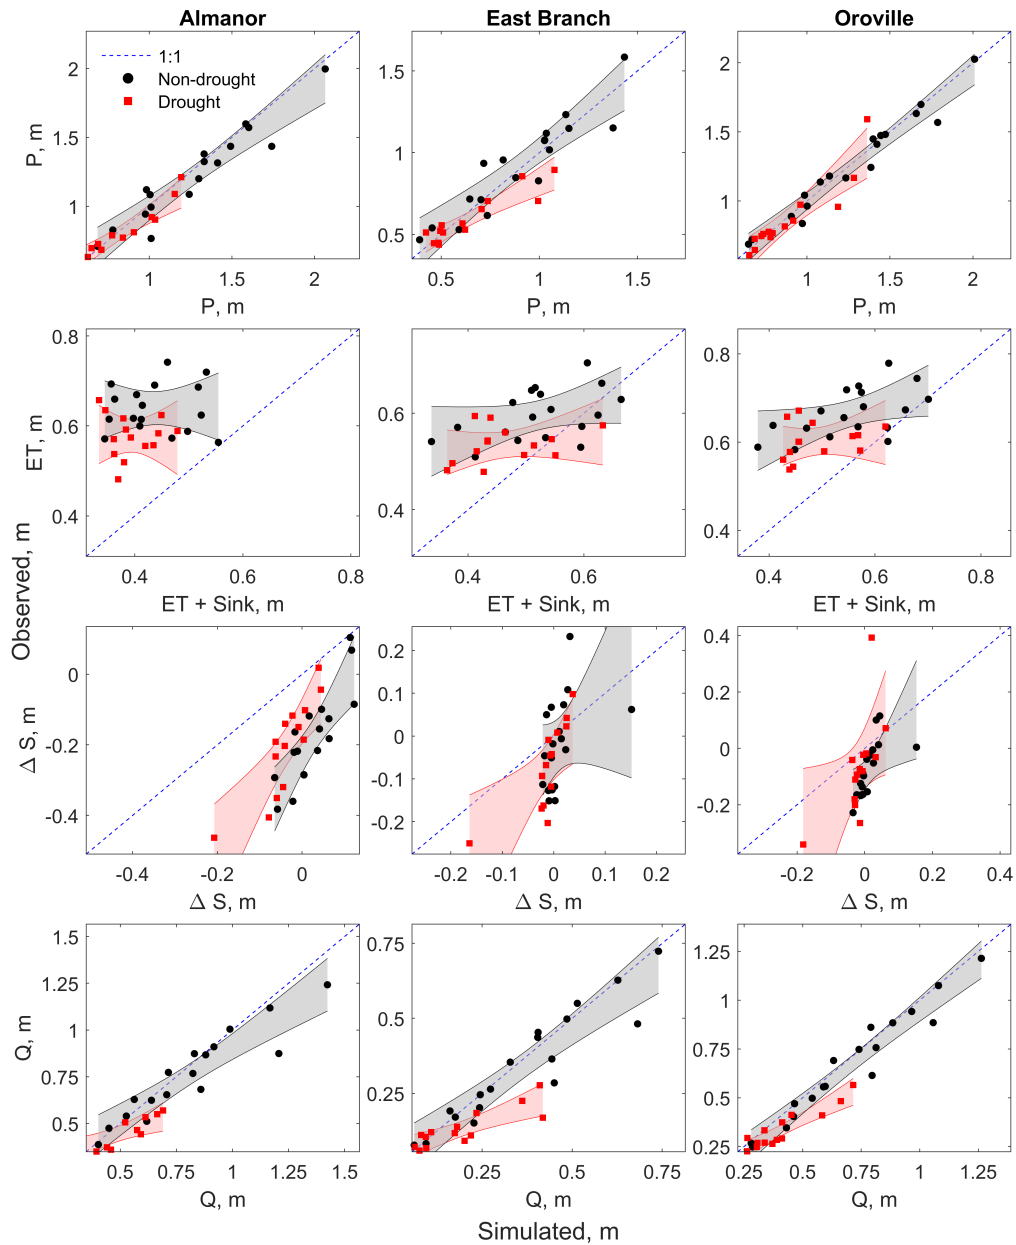 Almanor East Branch Oroville
1:1
Non-drought
Drought
P, m
2
1.5
1
1 1.5 2
P, m
1.5
1
0.5
0.5 1 1.5
P, m
2
1.5
1
1 1.5 2
P, m
ET, m
0.8
0.6
0.4
0.4 0.6 0.8
ET + Sink, m
0.6
0.4
0.4 0.6
ET + Sink, m
0.8
0.6
0.4
0.4 0.6 0.8
ET + Sink, m
Observed, m
Δ S, m
0
-0.2
-0.4
-0.4 -0.2 0
Δ S, m
0.2
0.1
0
-0.1
-0.2
-0.2 -0.1 0 0.1 0.2
Δ S, m
0.4
0.2
0
-0.2
-0.2 0 0.2 0.4
Δ S, m
Q, m
1.5
1.25
1
0.75
0.5
0.5 0.75 1 1.25 1.5
Q, m
0.75
0.5
0.25
0.25 0.5 0.75
Q, m
1.25
1
0.75
0.5
0.25
0.25 0.5 0.75 1 1.25
Q, m
Simulated, m